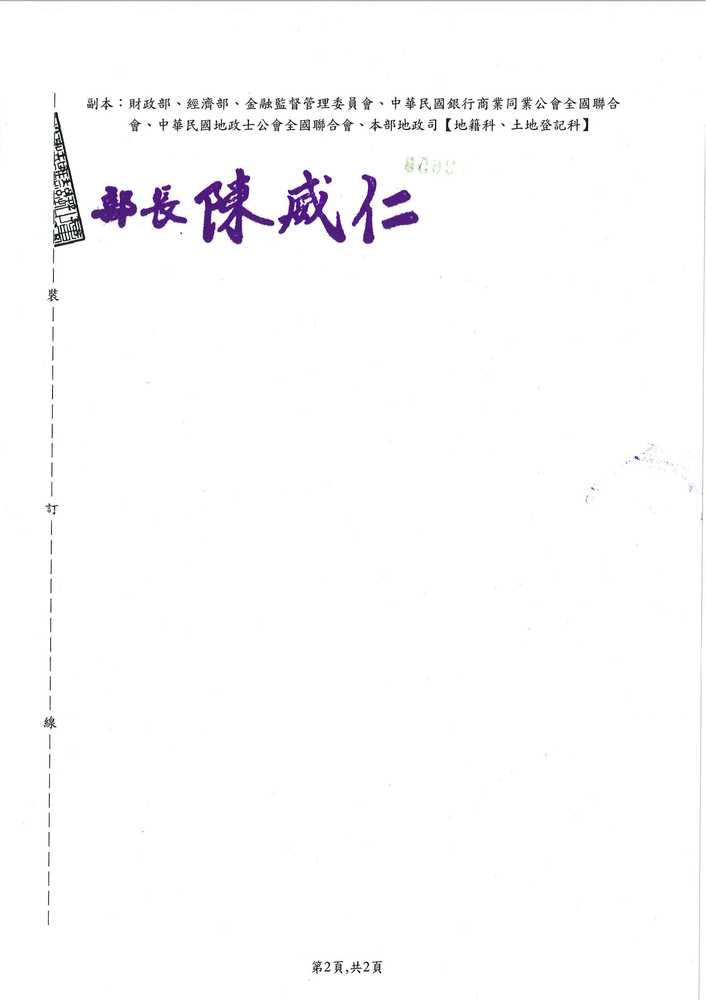 副本：財政部、經濟部、金融監督管理委員會、中華民國銀行商業同業公會全國聯合
會、中華民國地政士公會全國聯合會、本部地政司【地籍科、土地登記科】
部長陳威仁
裝
訂
線
第2頁,共2頁